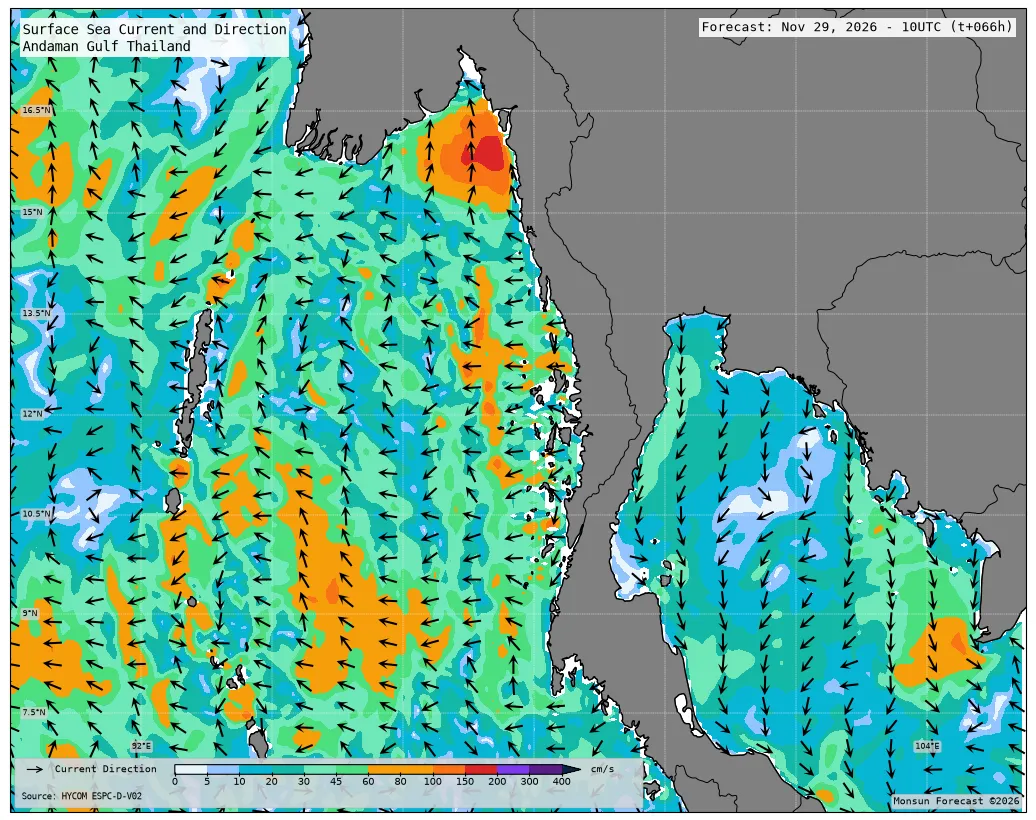 Surface Sea Current and Direction
Andaman Gulf Thailand
Forecast: Nov 29, 2026 - 10UTC (t+066h)
16.5°N
15°N
13.5°N
12°N
10.5°N
9°N
7.5°N
92°E
104°E
Current Direction
0 5 10 20 30 45 60 80 100 150 200 300 400
cm/s
Source: HYCOM ESPC-D-V02
Monsun Forecast ©2026